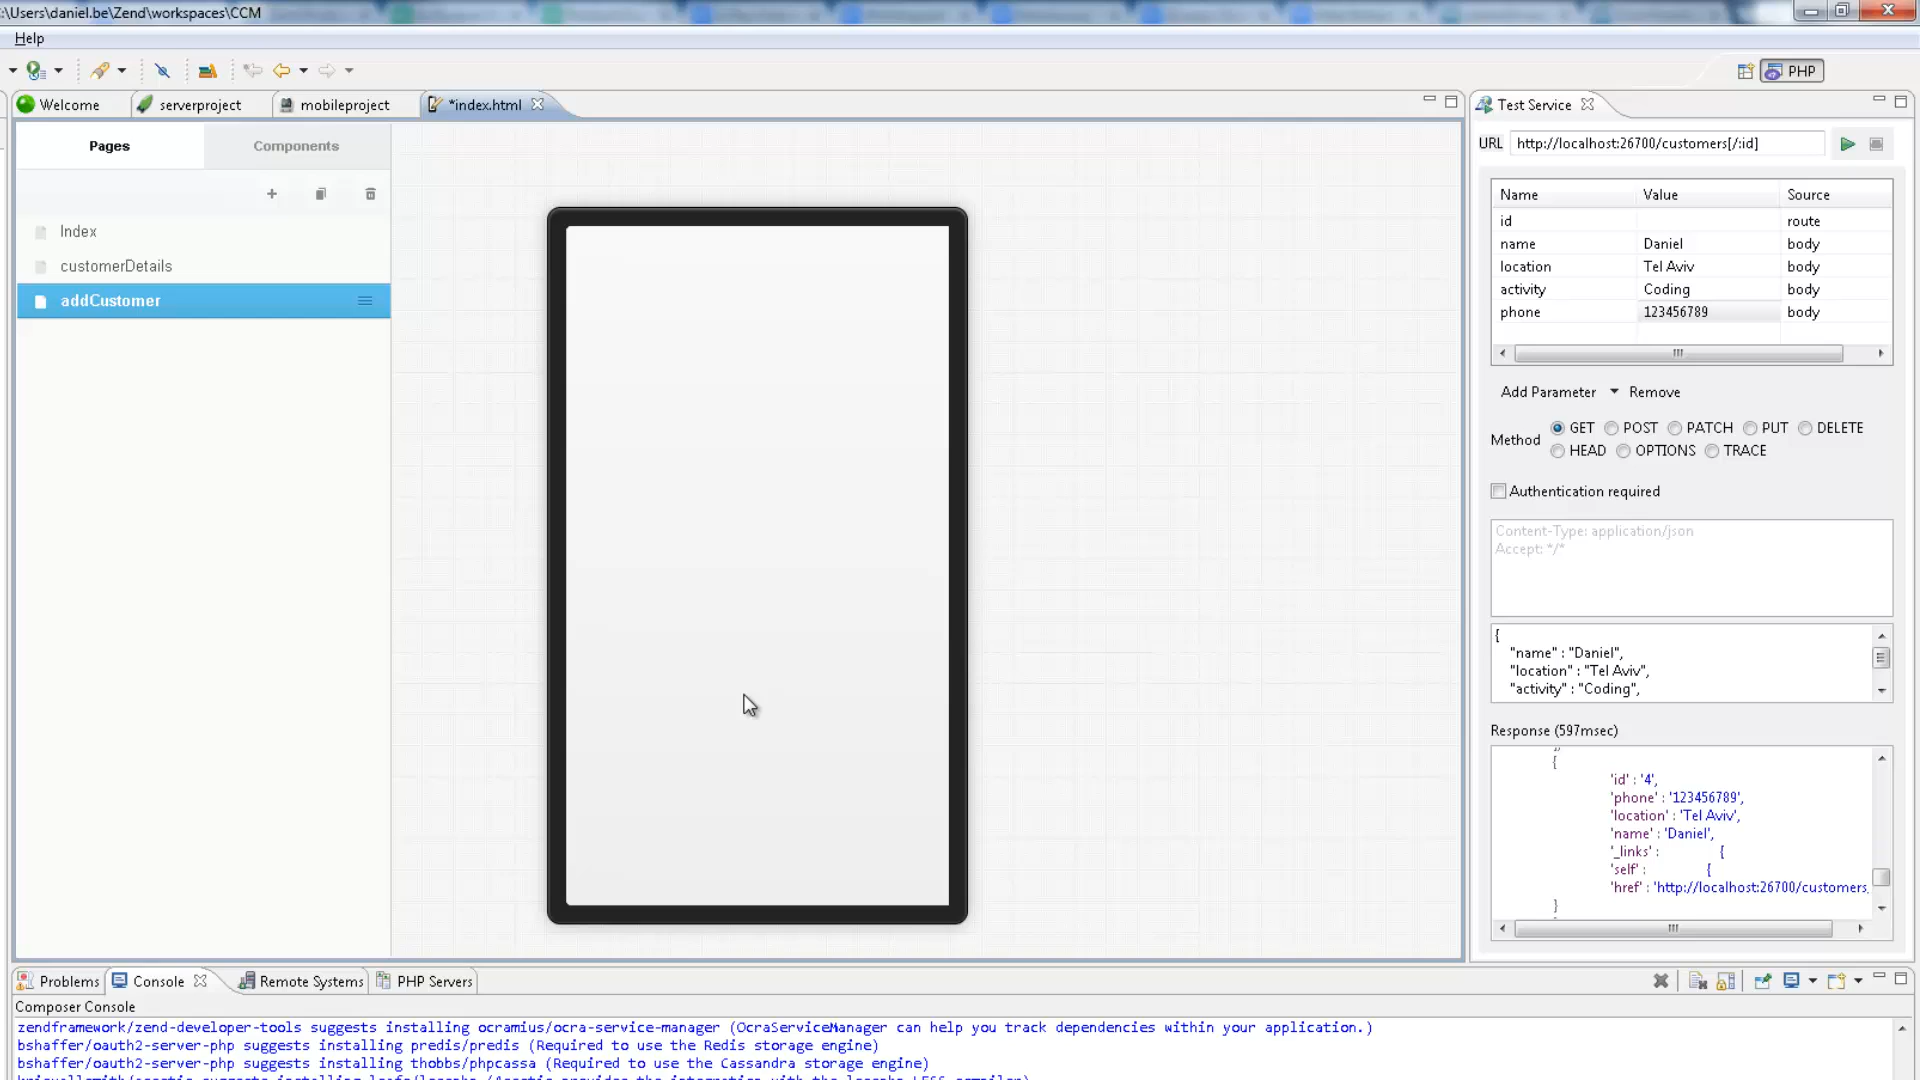 :\Users\daniel.be\Zend\workspaces\CCM
Help
PHP
Welcome
serverproject
mobileproject
*index.html
Pages
Components
Index
customerDetails
addCustomer
Test Service
URL http://localhost:26700/customers[/:id]
Name Value Source
id route
name Daniel body
location Tel Aviv body
activity Coding body
phone 123456789 body
Add Parameter Remove
Method GET POST PATCH PUT DELETE
HEAD OPTIONS TRACE
Authentication required
Content-Type: application/json
Accept: */*
{
"name" : "Daniel",
"location" : "Tel Aviv",
"activity" : "Coding",
Response (597msec)
{
'id' : '4',
'phone' : '123456789',
'location' : 'Tel Aviv',
'name' : 'Daniel',
'_links' : {
'self' : {
'href' : 'http://localhost:26700/customers
}
Problems
Console
Remote Systems
PHP Servers
Composer Console
zendframework/zend-developer-tools suggests installing ocramius/ocra-service-manager (OcraServiceManager can help you track dependencies within your application.)
bshaffer/oauth2-server-php suggests installing predis/predis (Required to use the Redis storage engine)
bshaffer/oauth2-server-php suggests installing thobbs/phpcassa (Required to use the Cassandra storage engine)